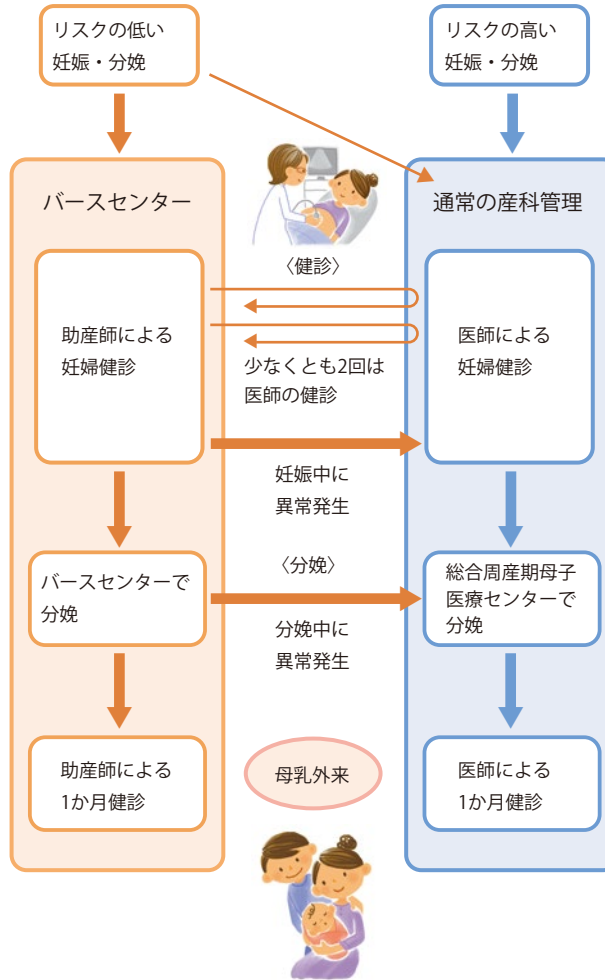 リスクの低い
妊娠・分娩
リスクの高い
妊娠・分娩
バースセンター
通常の産科管理
〈健診〉
助産師による
妊婦健診
医師による
妊婦健診
少なくとも2回は
医師の健診
妊娠中に
異常発生
〈分娩〉
バースセンターで
分娩
総合周産期母子
医療センターで
分娩
分娩中に
異常発生
助産師による
1か月健診
母乳外来
医師による
1か月健診